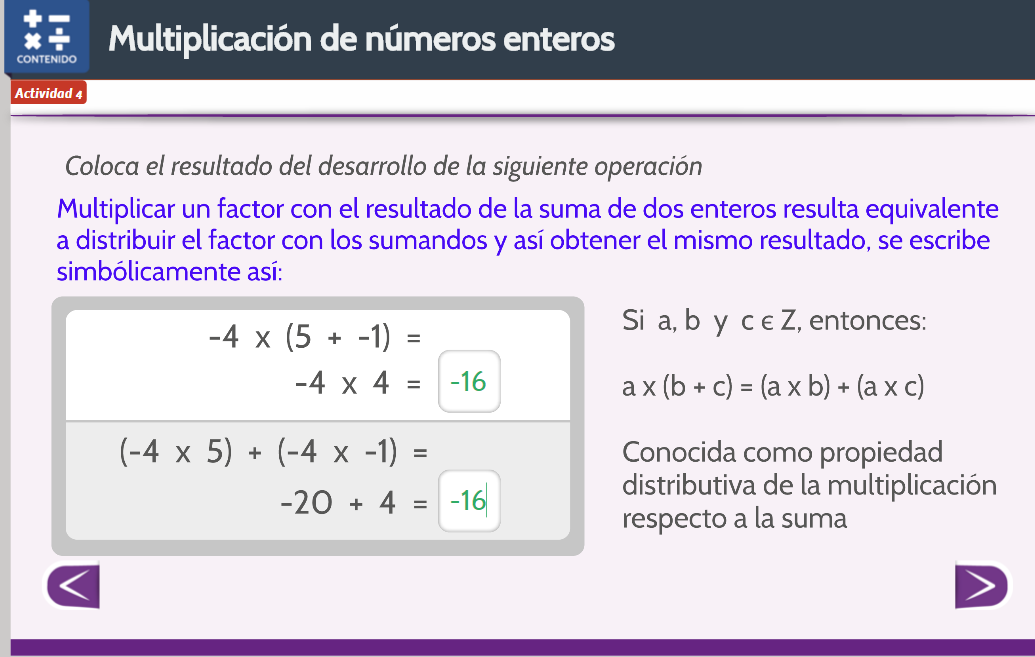 CONTENIDO
Multiplicación de números enteros
Actividad 4
Coloca el resultado del desarrollo de la siguiente operación
Multiplicar un factor con el resultado de la suma de dos enteros resulta equivalente
a distribuir el factor con los sumandos y así obtener el mismo resultado, se escribe
simbólicamente así:
-4 x (5 + -1) =
-4 x 4 = -16
(-4 x 5) + (-4 x -1) =
-20 + 4 = -16
Si a, b y c ϵ Z, entonces:
a x (b + c) = (a x b) + (a x c)
Conocida como propiedad
distributiva de la multiplicación
respecto a la suma